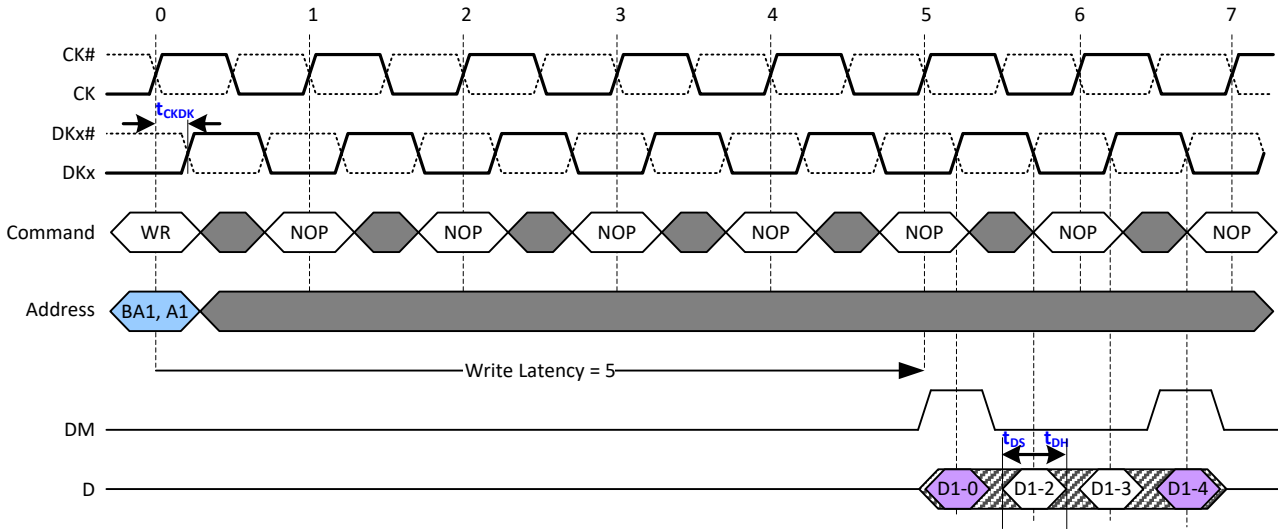 0 1 2 3 4 5 6 7
CK#
CK
tCKDK
DKx#
DKx
Command WR NOP NOP NOP NOP NOP NOP NOP
Address BA1, A1
Write Latency = 5
DM
tDS tDH
D D1-0 D1-2 D1-3 D1-4